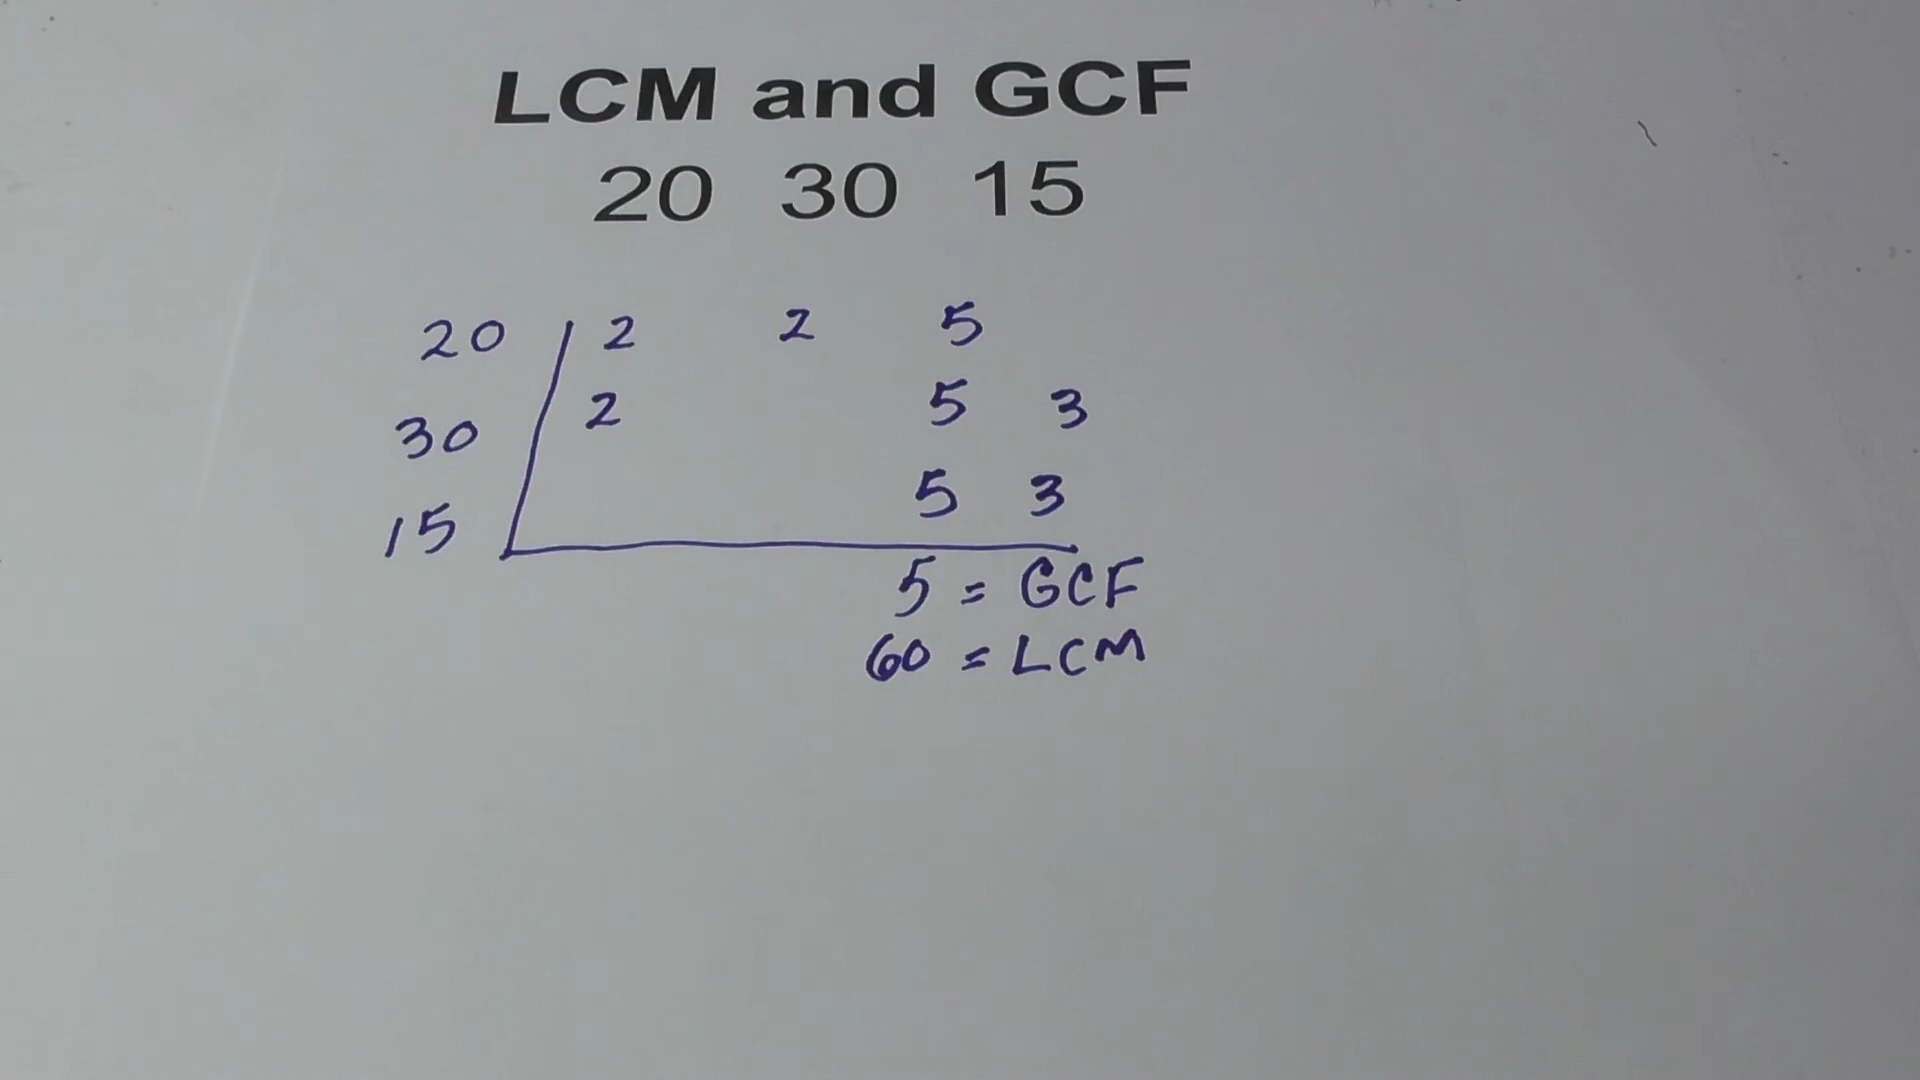 LCM and GCF
20 30 15
20 2 2 5
30 2 5 3
15 5 3
5 = GCF
60 = LCM